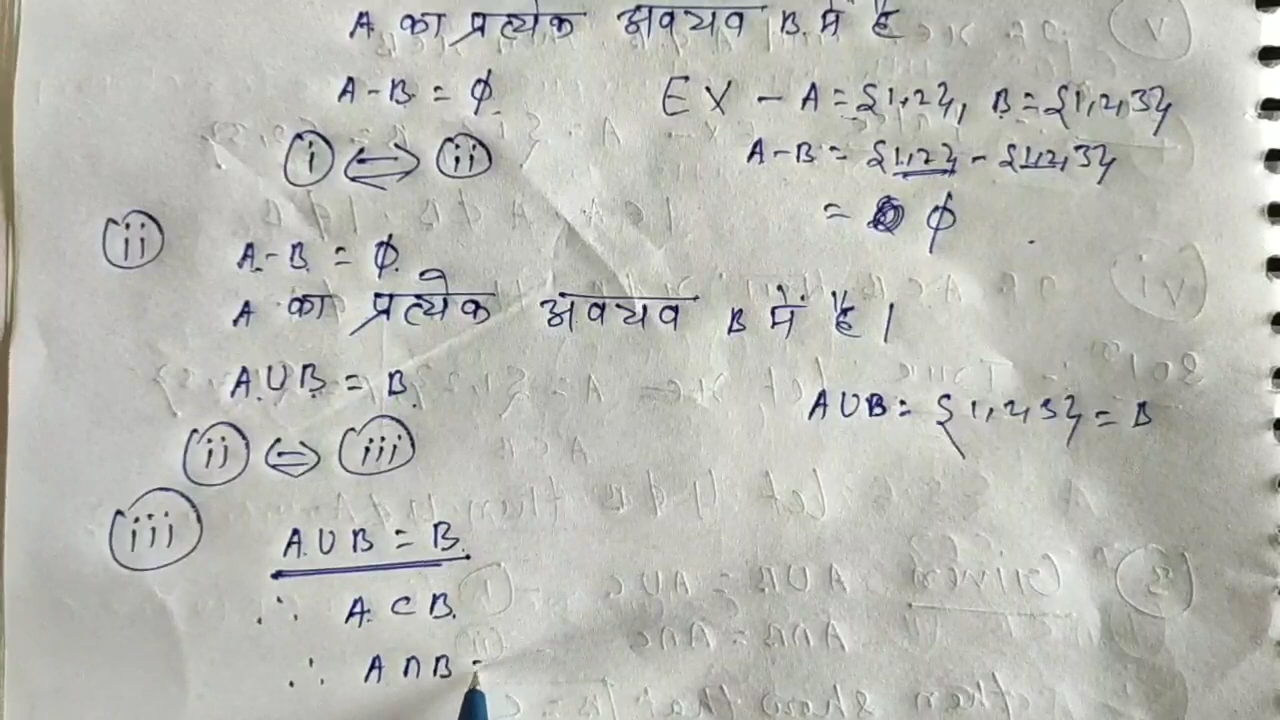 A का प्रत्येक अवयव B में है
A-B = ϕ
EX - A = {1,2}, B = {1,2,3}
(i) ⟺ (ii)
A-B = {1,2} - {1,2,3}
= ϕ
(ii)
A-B = ϕ
A का प्रत्येक अवयव B में है।
A∪B = B
A∪B = {1,2,3} = B
(ii) ⇔ (iii)
(iii)
A∪B = B
∴ A ⊂ B
∴ A∩B =